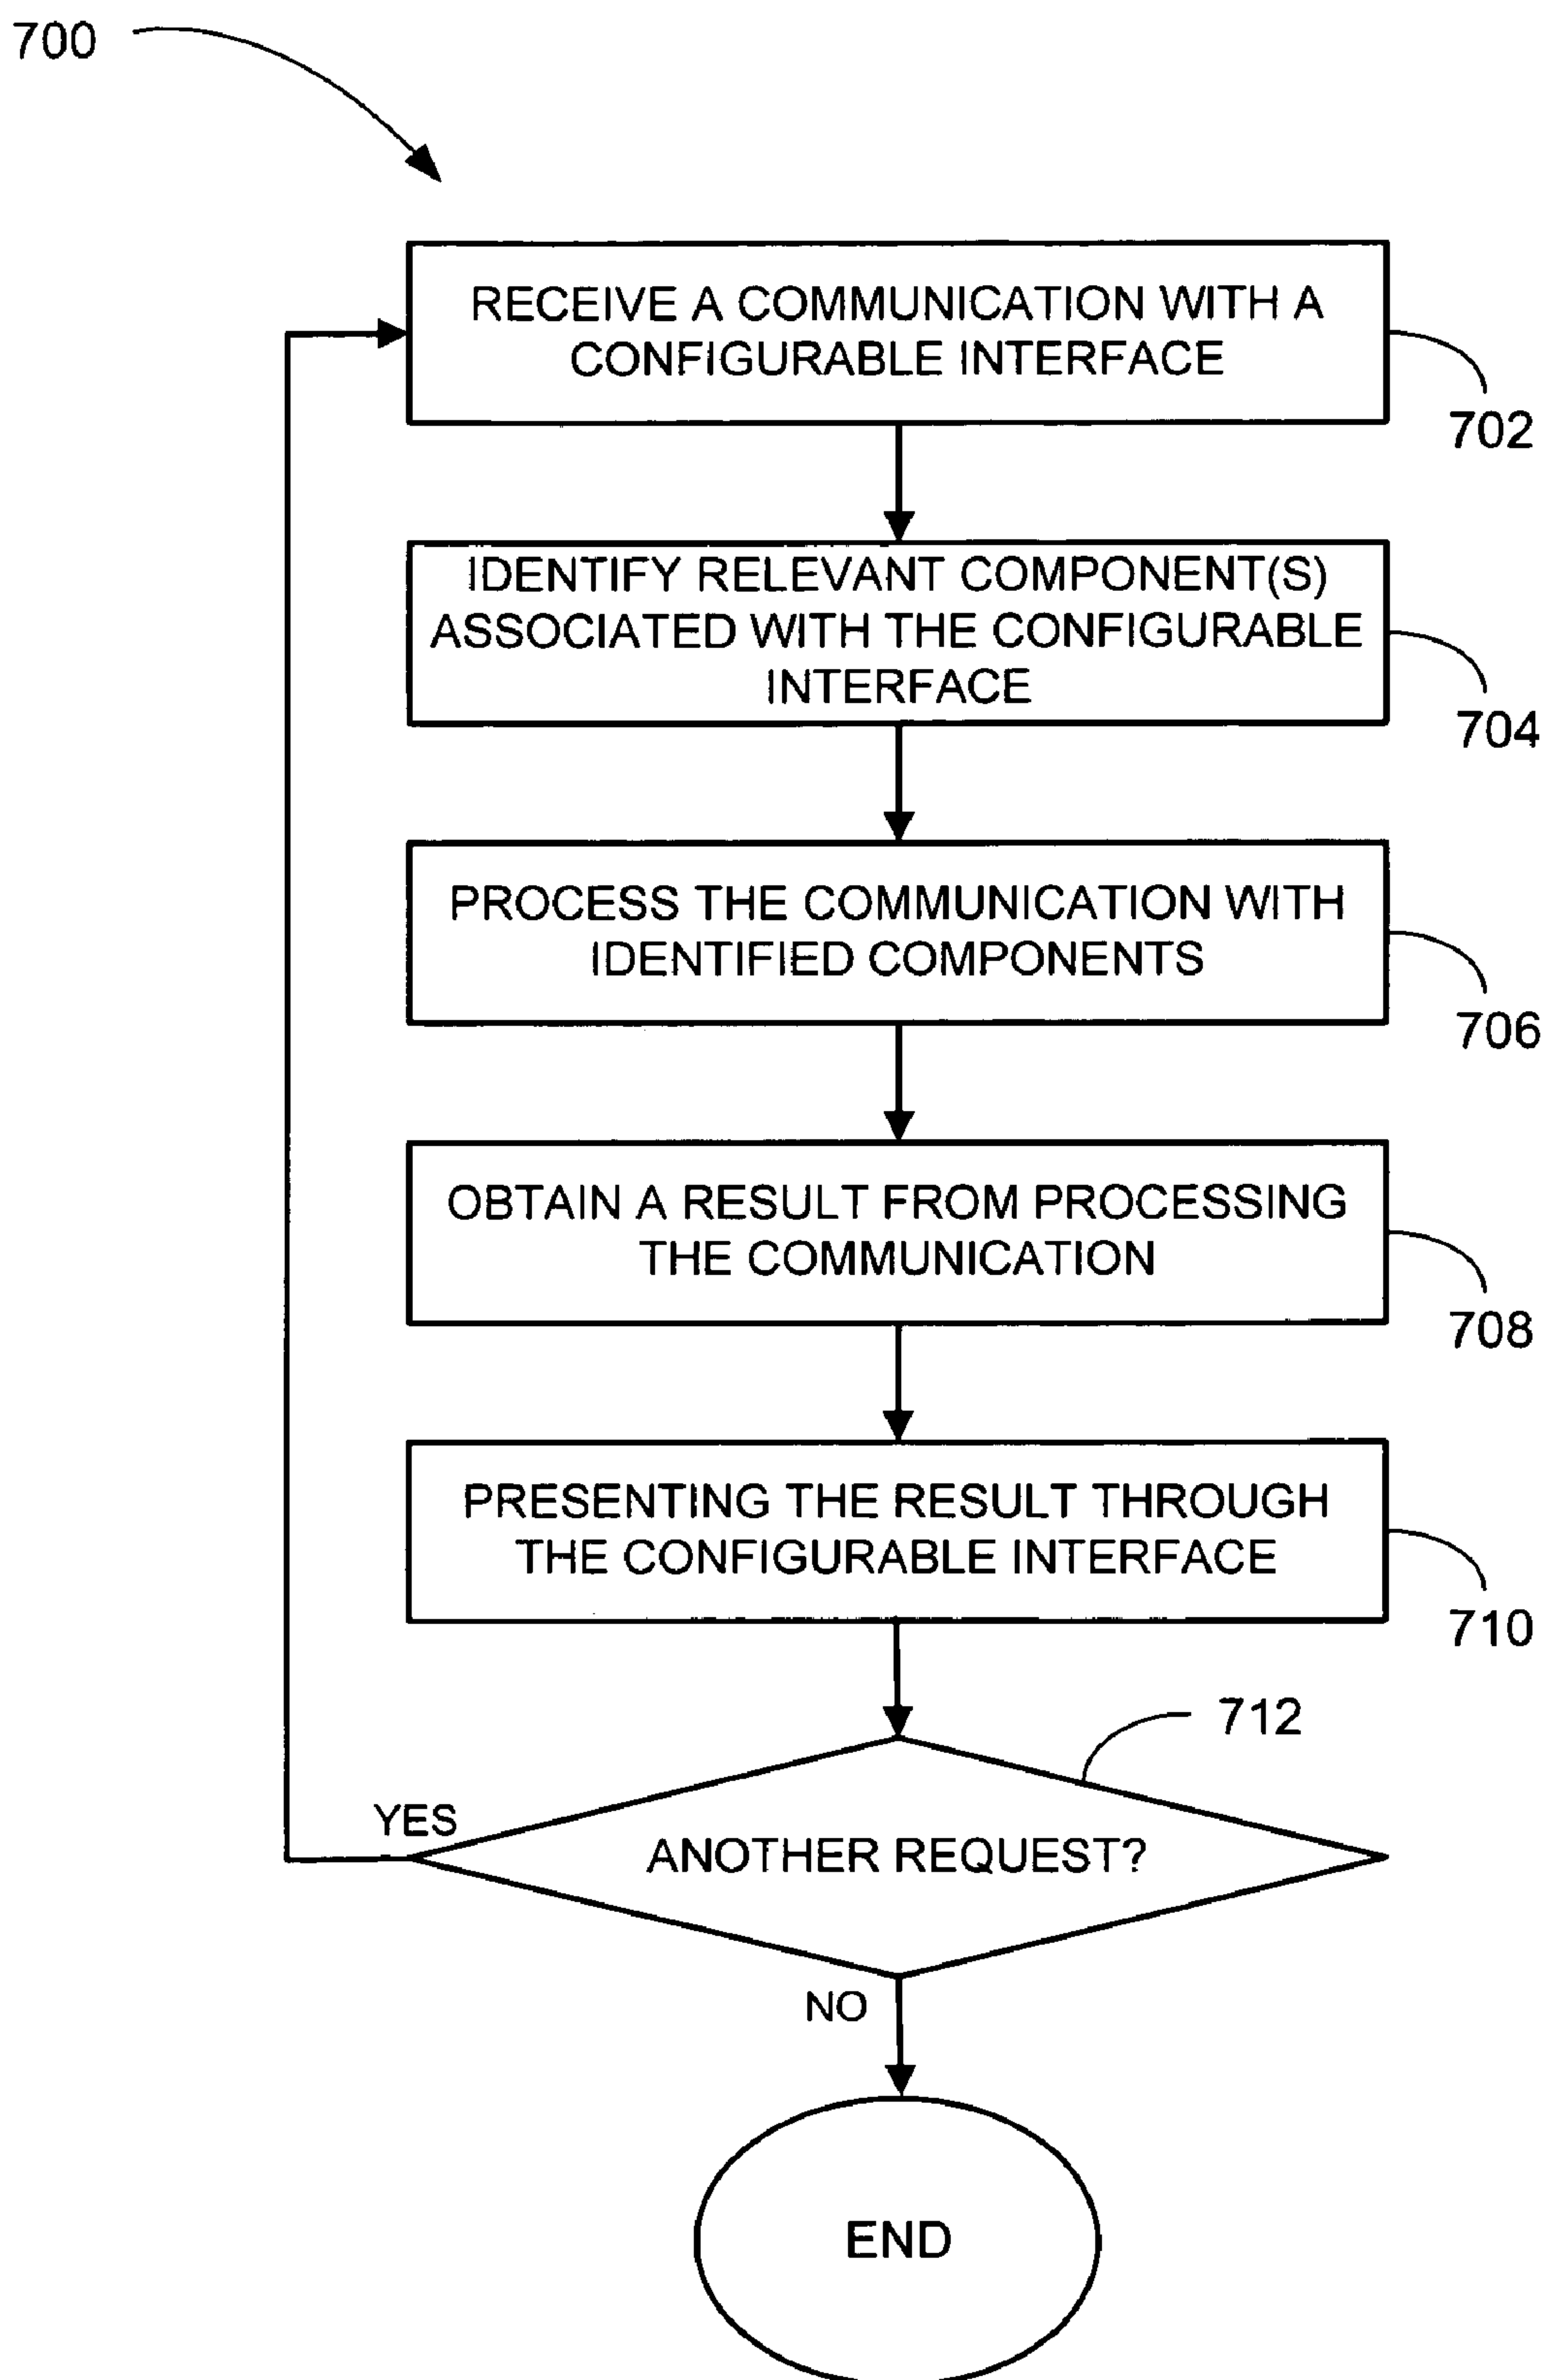 700
RECEIVE A COMMUNICATION WITH A
CONFIGURABLE INTERFACE
702
IDENTIFY RELEVANT COMPONENT(S)
ASSOCIATED WITH THE CONFIGURABLE
INTERFACE
704
PROCESS THE COMMUNICATION WITH
IDENTIFIED COMPONENTS
706
OBTAIN A RESULT FROM PROCESSING
THE COMMUNICATION
708
PRESENTING THE RESULT THROUGH
THE CONFIGURABLE INTERFACE
710
712
YES
ANOTHER REQUEST?
NO
END